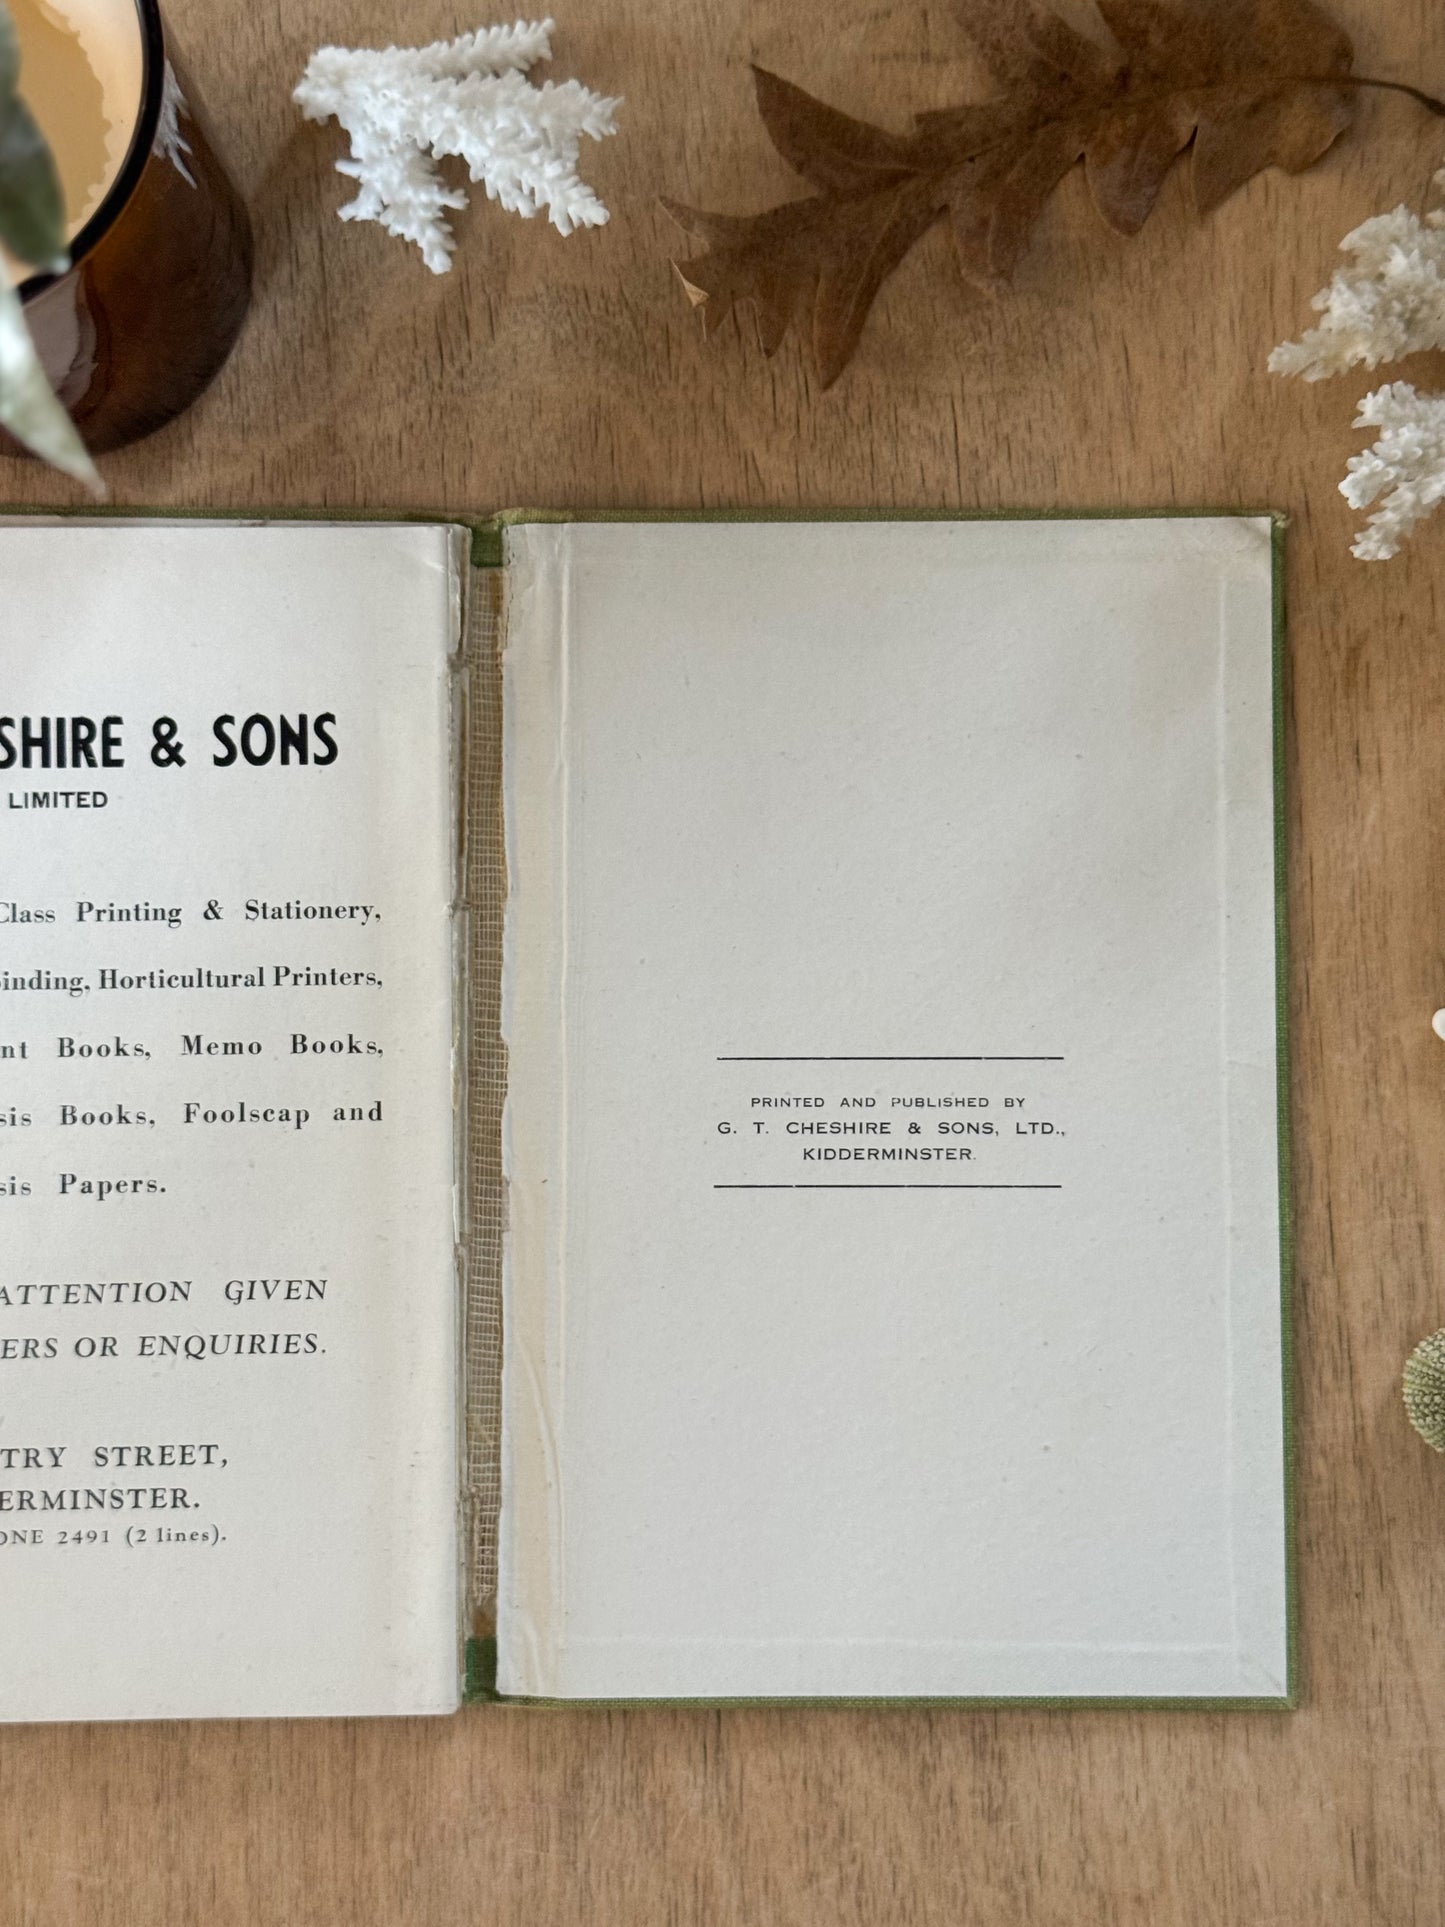 SHIRE & SONS
LIMITED
Class Printing & Stationery,
inding, Horticultural Printers,
nt Books, Memo Books,
sis Books, Foolscap and
sis Papers.
ATTENTION GIVEN
ERS OR ENQUIRIES.
TRY STREET,
ERMINSTER.
ONE 2491 (2 lines).
PRINTED AND PUBLISHED BY
G. T. CHESHIRE & SONS, LTD.,
KIDDERMINSTER.